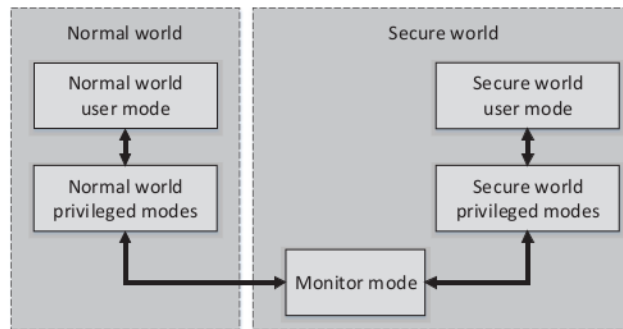 Normal world
Secure world
Normal world
user mode
Secure world
user mode
Normal world
privileged modes
Secure world
privileged modes
Monitor mode